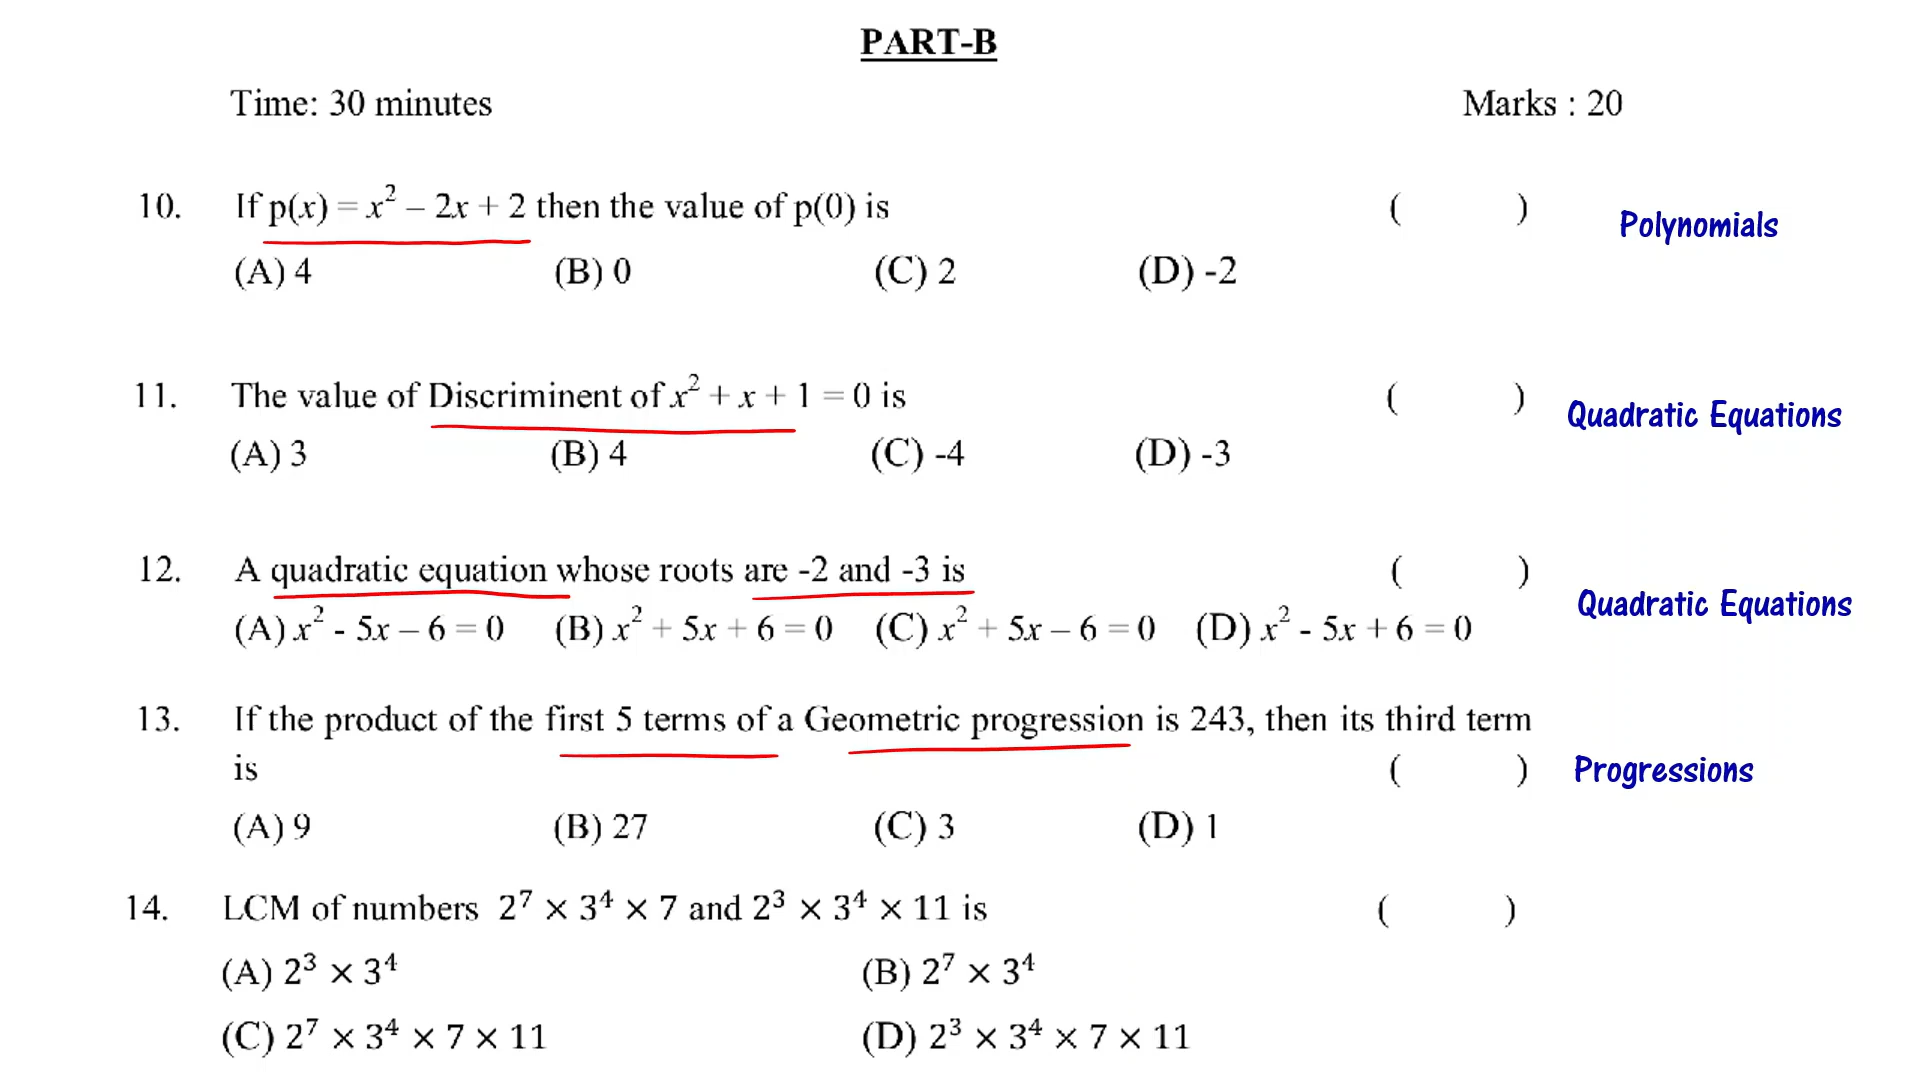 PART-B
Time: 30 minutes Marks : 20
10. If p(x) = x² – 2x + 2 then the value of p(0) is ( ) Polynomials
(A) 4 (B) 0 (C) 2 (D) -2
11. The value of Discriminent of x² + x + 1 = 0 is ( ) Quadratic Equations
(A) 3 (B) 4 (C) -4 (D) -3
12. A quadratic equation whose roots are -2 and -3 is ( ) Quadratic Equations
(A) x² - 5x – 6 = 0 (B) x² + 5x + 6 = 0 (C) x² + 5x – 6 = 0 (D) x² - 5x + 6 = 0
13. If the product of the first 5 terms of a Geometric progression is 243, then its third term
is ( ) Progressions
(A) 9 (B) 27 (C) 3 (D) 1
14. LCM of numbers 2⁷ × 3⁴ × 7 and 2³ × 3⁴ × 11 is ( )
(A) 2³ × 3⁴ (B) 2⁷ × 3⁴
(C) 2⁷ × 3⁴ × 7 × 11 (D) 2³ × 3⁴ × 7 × 11